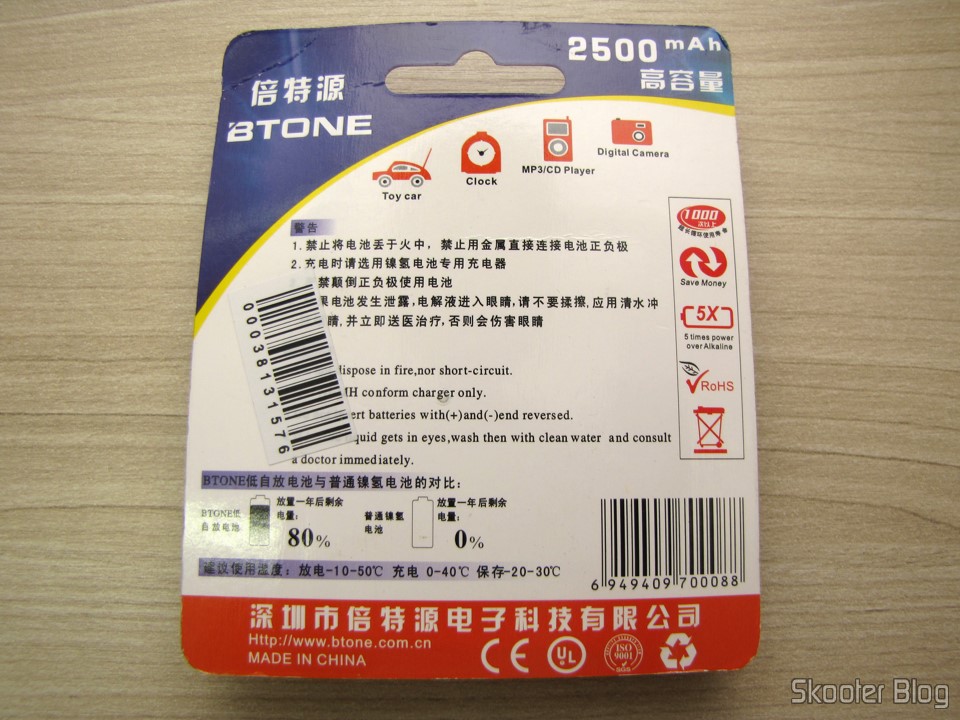 2500 mAh
高容量
倍特源
BTONE
Toy car
Clock
MP3/CD Player
Digital Camera
警告
1.禁止将电池丢于火中，禁止用金属直接连接电池正负极
2.充电时请选用镍氢电池专用充电器
禁颠倒正负极使用电池
果电池发生泄露,电解液进入眼睛,请不要揉擦,应用清水冲
睛,并立即送医治疗,否则会伤害眼睛
000381131576
dispose in fire,nor short-circuit.
MH conform charger only.
ert batteries with(+)and(-)end reversed.
quid gets in eyes,wash then with clean water and consult
a doctor immediately.
1000
次以上
Save Money
5X
5 times power
over Alkaline
RoHS
BTONE低自放电池与普通镍氢电池的对比：
BTONE低
自放电池
放置一年后剩余
电量：
80%
普通镍氢
电池
放置一年后剩余
电量：
0%
建议使用温度：放电-10-50℃ 充电 0-40℃ 保存-20-30℃
6 949409 700088
深圳市倍特源电子科技有限公司
Http://www.btone.com.cn
MADE IN CHINA
CE
UL
ISO
9001
Skooter Blog